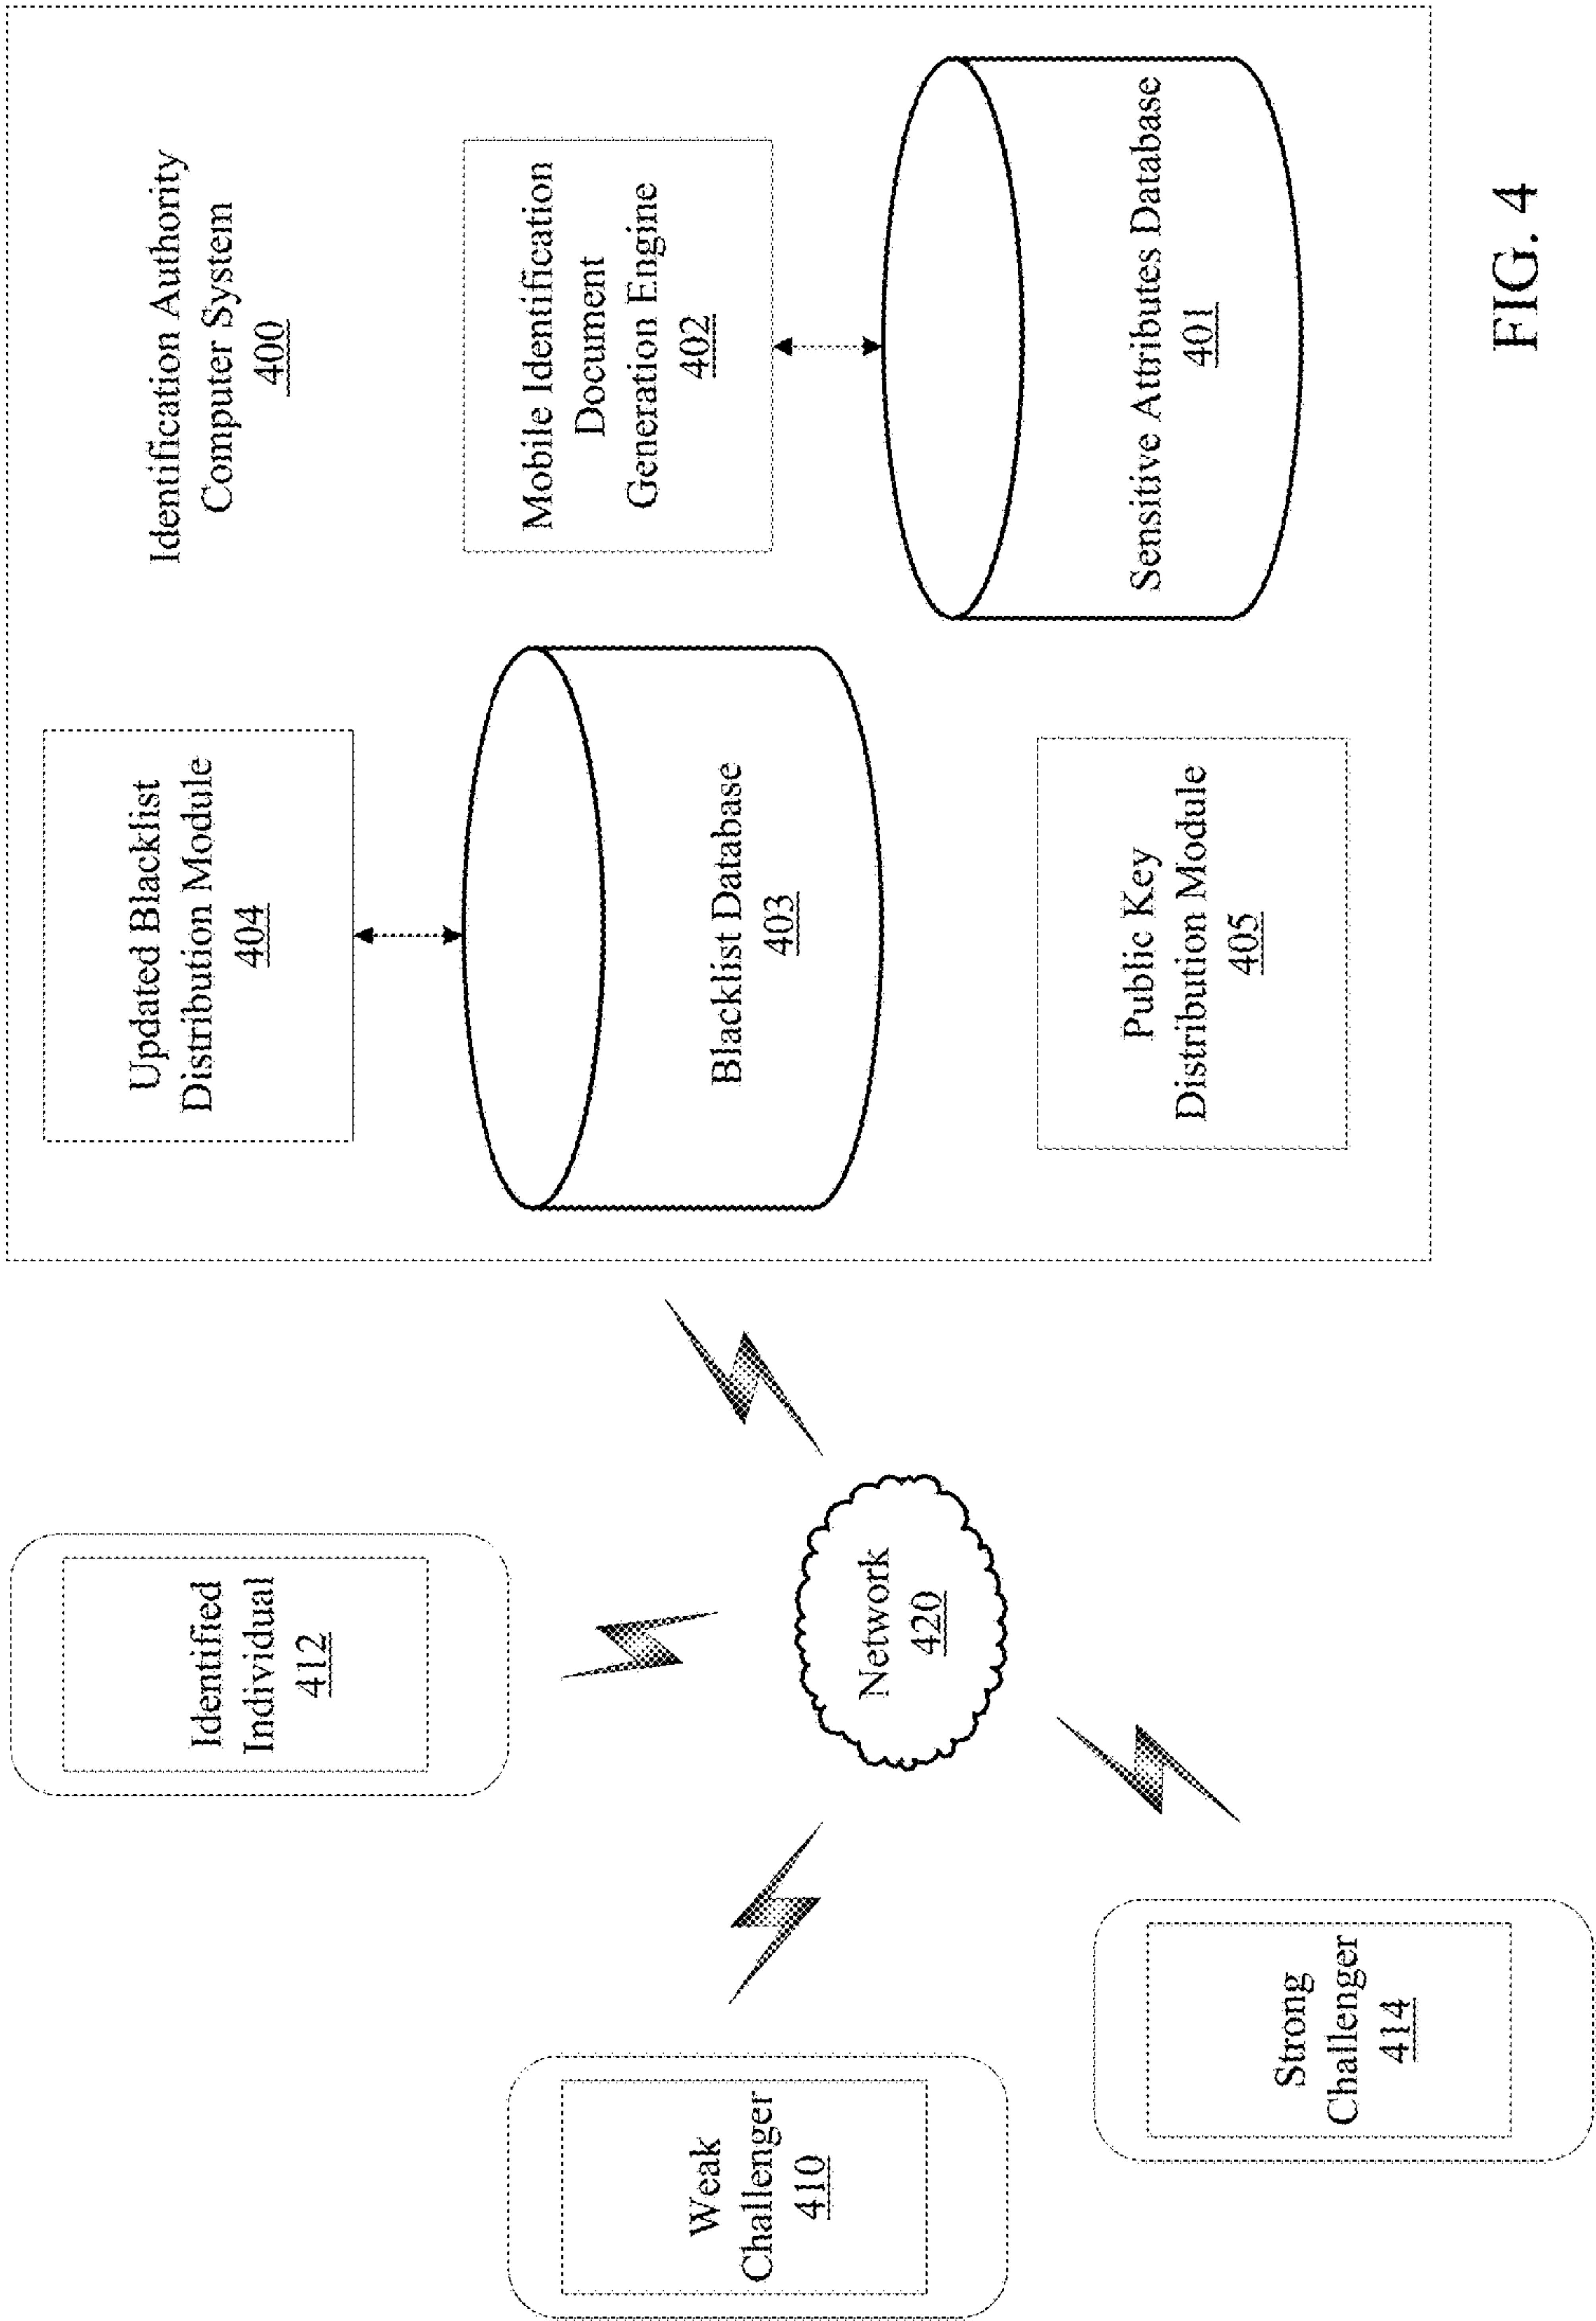 Identified
Individual
412
Weak
Challenger
410
Network
420
Strong
Challenger
414
Updated Blacklist
Distribution Module
404
Identification Authority
Computer System
400
Blacklist Database
403
Mobile Identification
Document
Generation Engine
402
Public Key
Distribution Module
405
Sensitive Attributes Database
401
FIG. 4